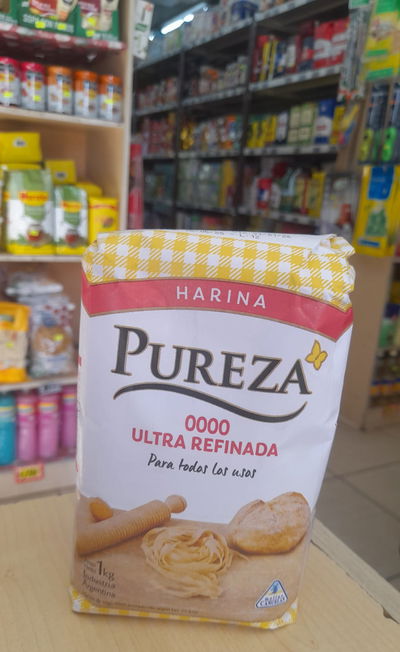 HARINA
PUREZA
0000
ULTRA REFINADA
Para todos los usos
1kg
Industria
Argentina